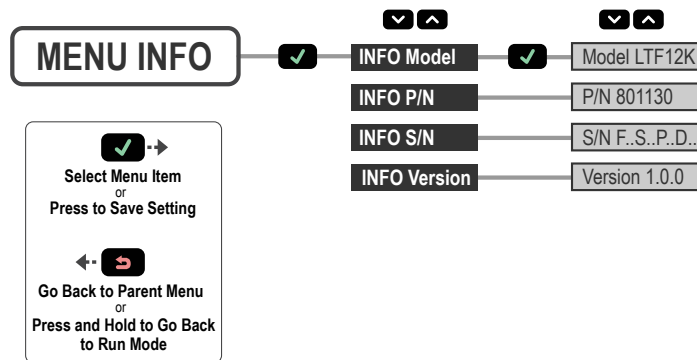 MENU INFO
INFO Model
Model LTF12K
INFO P/N
P/N 801130
INFO S/N
S/N F..S..P..D..
INFO Version
Version 1.0.0
Select Menu Item
or
Press to Save Setting
Go Back to Parent Menu
or
Press and Hold to Go Back
to Run Mode